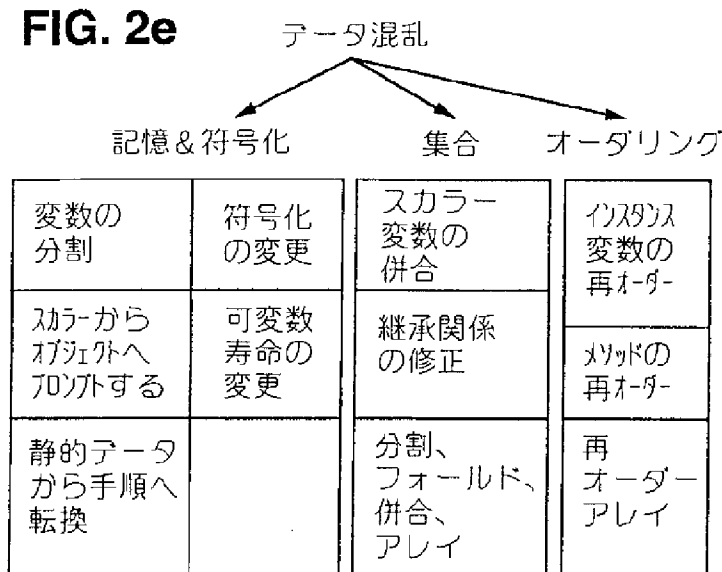 FIG. 2e
データ混乱
記憶&符号化
集合
オーダリング
変数の
分割
符号化
の変更
スカラー
変数の
併合
インスタンス
変数の
再オーダー
スカラーから
オブジェクトへ
プロンプトする
可変数
寿命の
変更
継承関係
の修正
メソッドの
再オーダー
静的データ
から手順へ
転換
分割、
フォールド、
併合、
アレイ
再
オーダー
アレイ